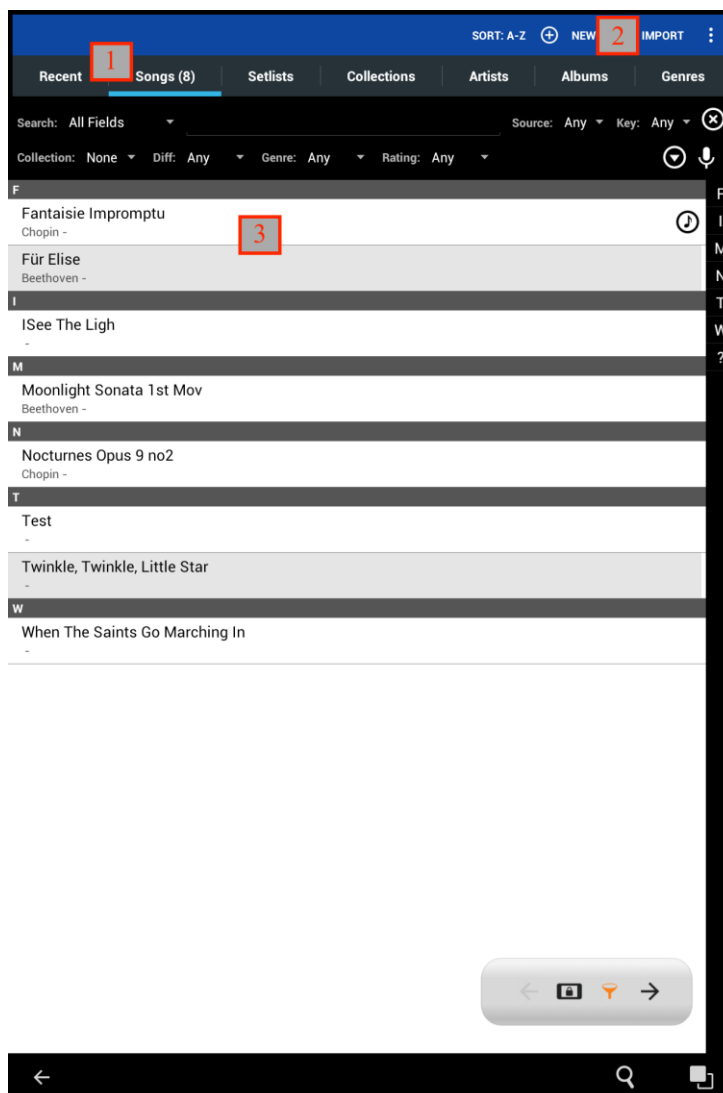 SORT: A-Z NEW 2 IMPORT
1
Recent Songs (8) Setlists Collections Artists Albums Genres
Search: All Fields Source: Any Key: Any
Collection: None Diff: Any Genre: Any Rating: Any
F
Fantaisie Impromptu
Chopin -
3
Für Elise
Beethoven -
I
ISee The Ligh
-
M
Moonlight Sonata 1st Mov
Beethoven -
N
Nocturnes Opus 9 no2
Chopin -
T
Test
-
Twinkle, Twinkle, Little Star
-
W
When The Saints Go Marching In
-
F
I
M
N
T
W
?